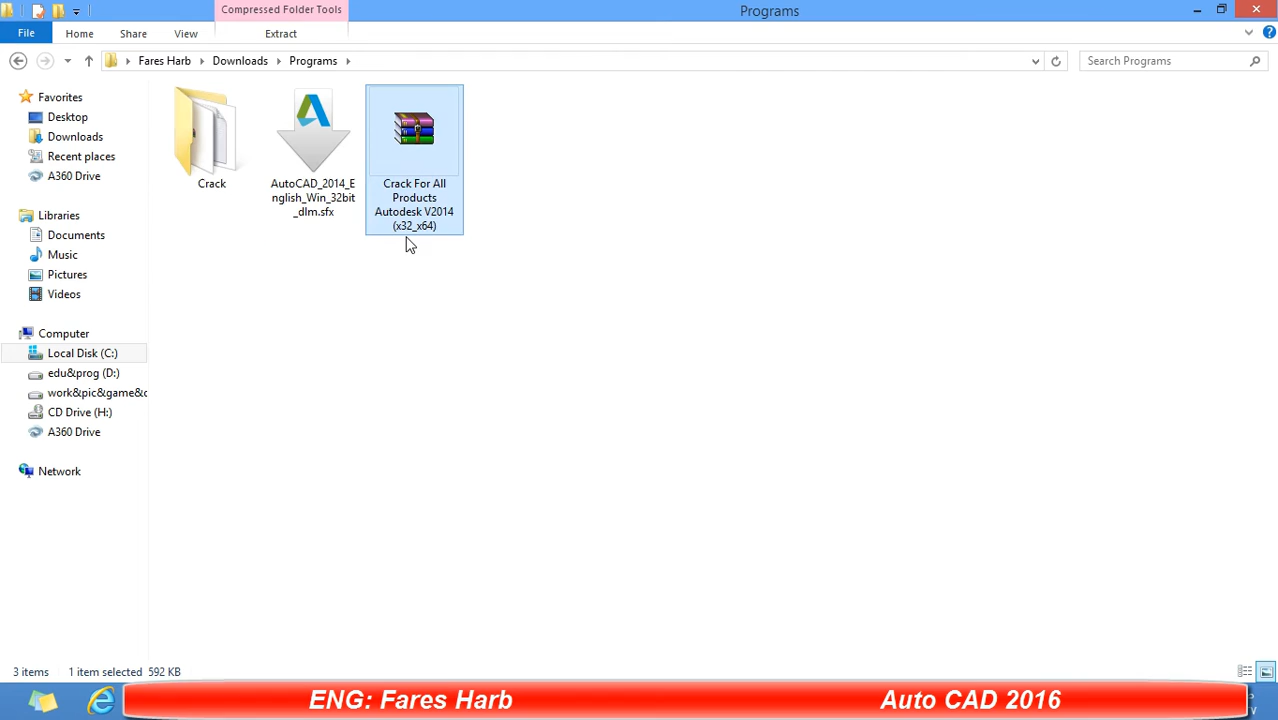 Compressed Folder Tools
Programs
File
Home
Share
View
Extract
Fares Harb
Downloads
Programs
Search Programs
Favorites
Desktop
Downloads
Recent places
A360 Drive
Libraries
Documents
Music
Pictures
Videos
Computer
Local Disk (C:)
edu&prog (D:)
work&pic&game&
CD Drive (H:)
A360 Drive
Network
Crack
AutoCAD_2014_E
nglish_Win_32bit
_dlm.sfx
Crack For All
Products
Autodesk V2014
(x32_x64)
3 items
1 item selected 592 KB
ENG: Fares Harb
Auto CAD 2016